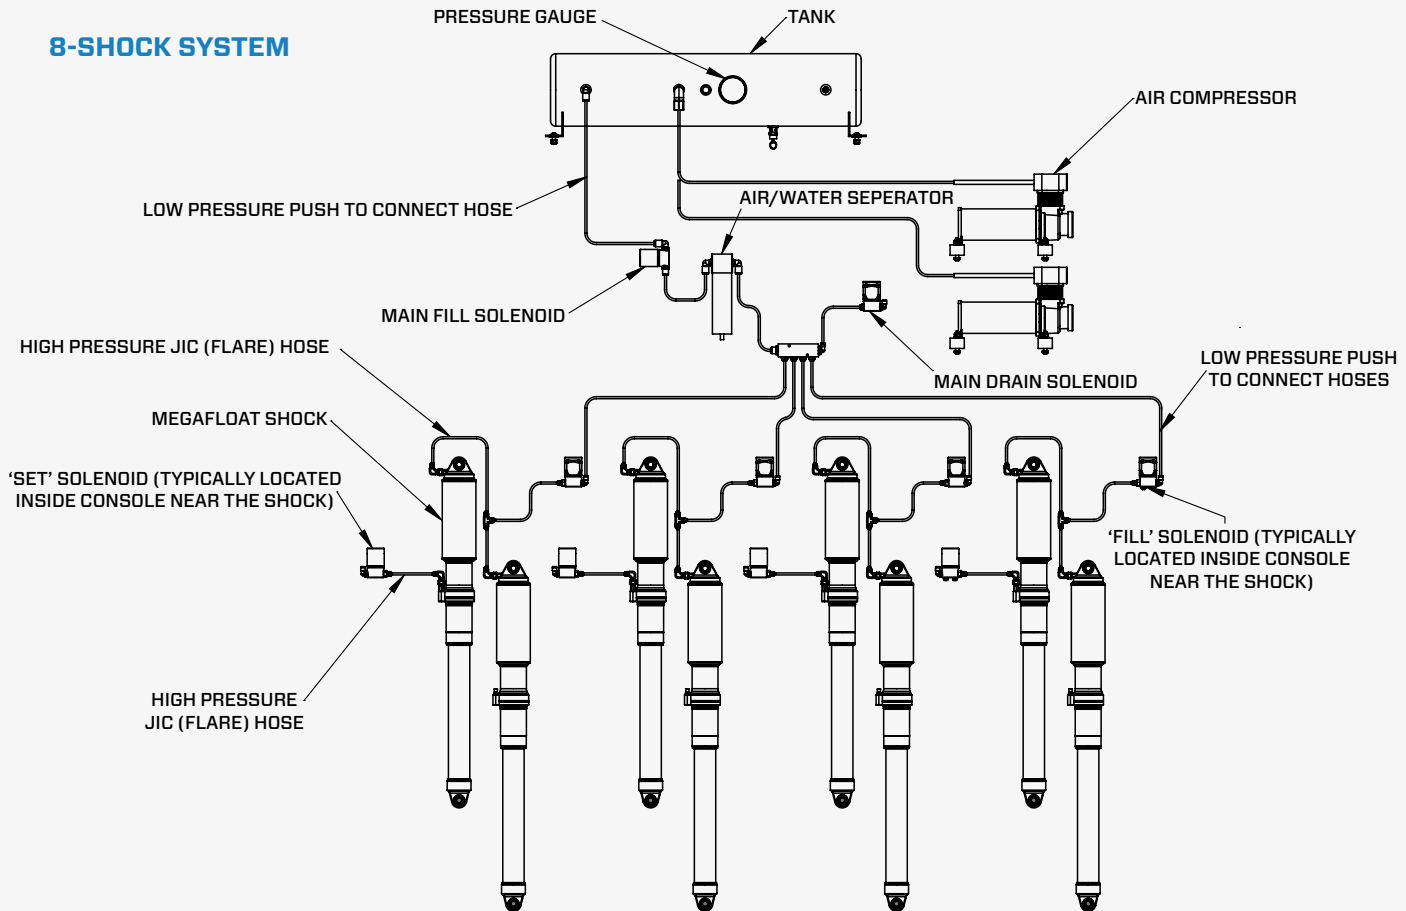 PRESSURE GAUGE
TANK
8-SHOCK SYSTEM
AIR COMPRESSOR
LOW PRESSURE PUSH TO CONNECT HOSE
AIR/WATER SEPERATOR
MAIN FILL SOLENOID
HIGH PRESSURE JIC (FLARE) HOSE
MAIN DRAIN SOLENOID
LOW PRESSURE PUSH
TO CONNECT HOSES
MEGAFLOAT SHOCK
‘SET’ SOLENOID (TYPICALLY LOCATED
INSIDE CONSOLE NEAR THE SHOCK)
‘FILL’ SOLENOID (TYPICALLY
LOCATED INSIDE CONSOLE
NEAR THE SHOCK)
HIGH PRESSURE
JIC (FLARE) HOSE